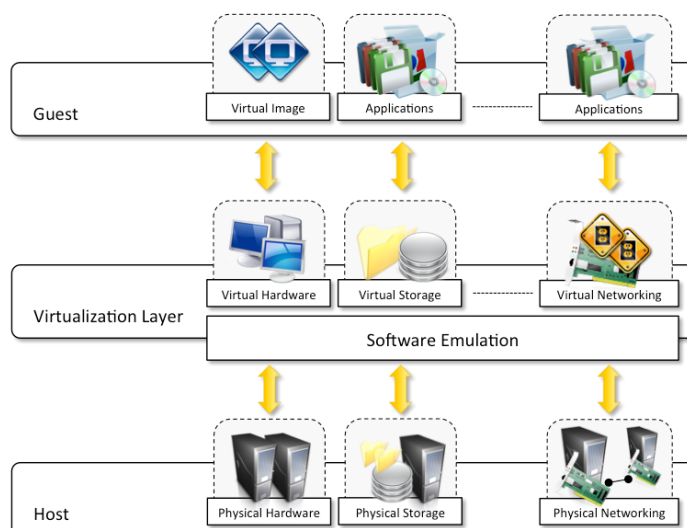 Virtual Image
Applications
Applications
Guest
Virtual Hardware
Virtual Storage
Virtual Networking
Virtualization Layer
Software Emulation
Physical Hardware
Physical Storage
Physical Networking
Host